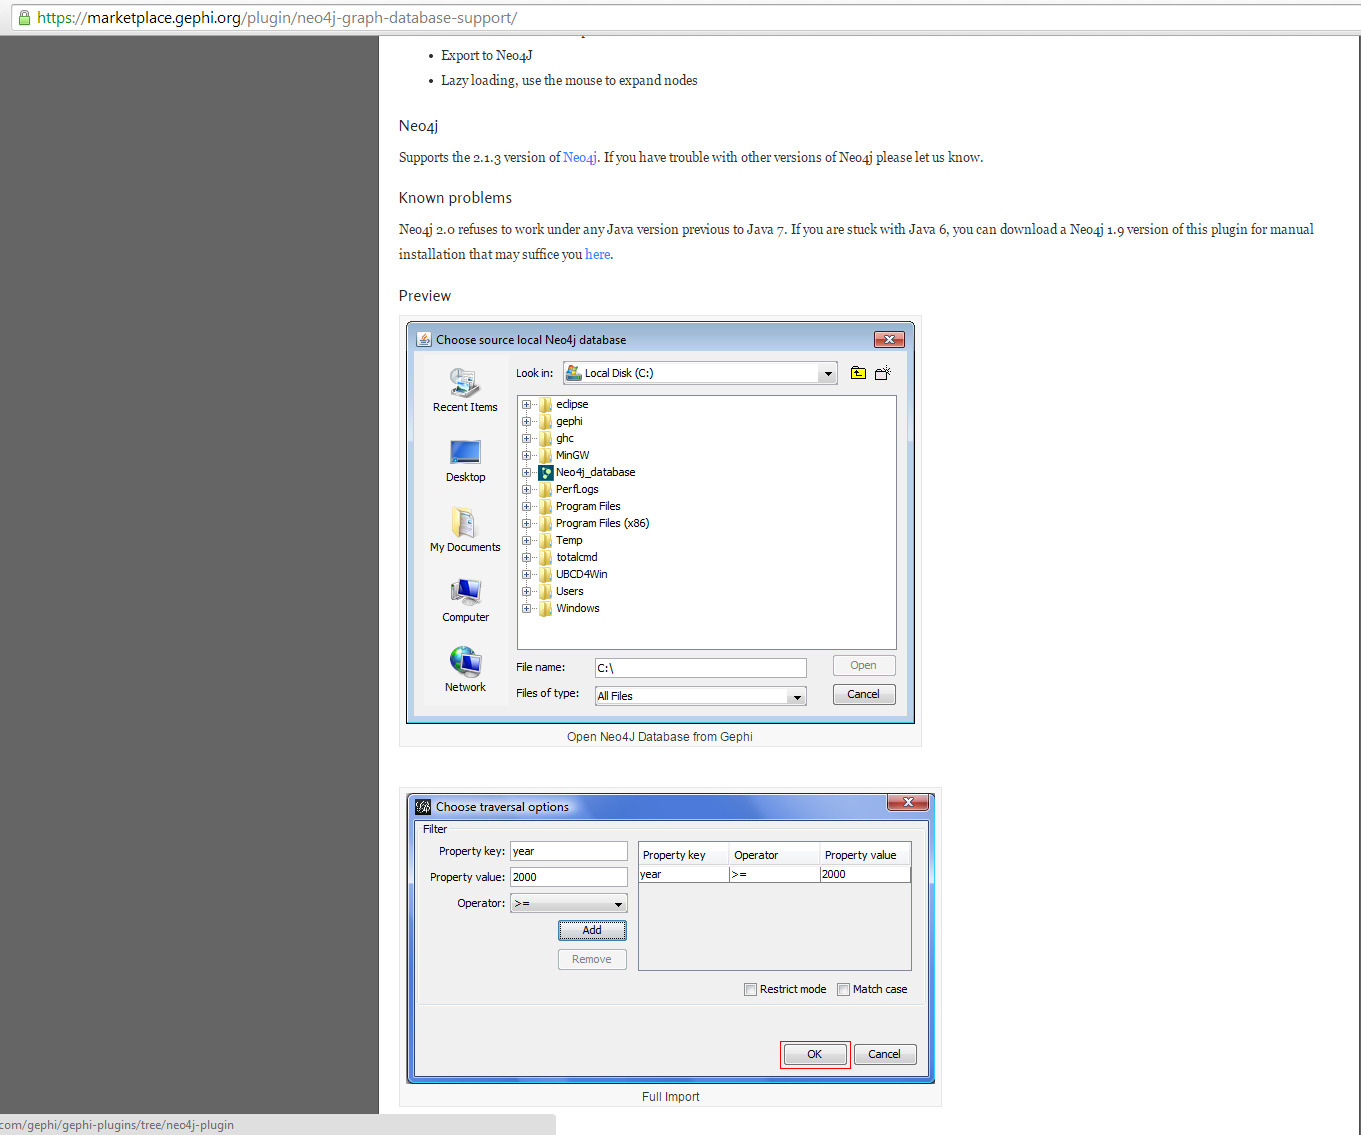 https://marketplace.gephi.org/plugin/neo4j-graph-database-support/
Export to Neo4J
Lazy loading, use the mouse to expand nodes
Neo4j
Supports the 2.1.3 version of Neo4j. If you have trouble with other versions of Neo4j please let us know.
Known problems
Neo4j 2.0 refuses to work under any Java version previous to Java 7. If you are stuck with Java 6, you can download a Neo4j 1.9 version of this plugin for manual
installation that may suffice you here.
Preview
Choose source local Neo4j database
Look in: Local Disk (C:)
Recent Items
Desktop
My Documents
Computer
Network
eclipse
gephi
ghc
MinGW
Neo4j_database
PerfLogs
Program Files
Program Files (x86)
Temp
totalcmd
UBCD4Win
Users
Windows
File name: C:\ Open
Files of type: All Files Cancel
Open Neo4J Database from Gephi
Choose traversal options
Filter
Property key: year
Property value: 2000
Operator: >=
Add
Remove
Property key Operator Property value
year >= 2000
Restrict mode Match case
OK Cancel
Full Import
com/gephi/gephi-plugins/tree/neo4j-plugin